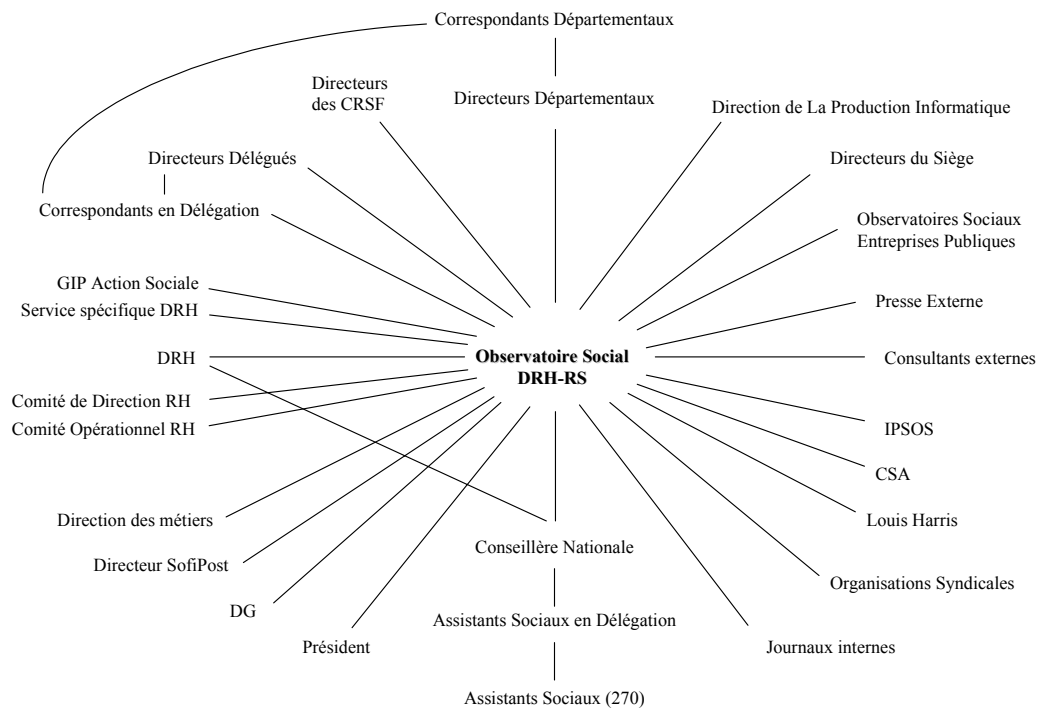 Correspondants Départementaux
Directeurs
des CRSF
Directeurs Départementaux
Direction de La Production Informatique
Directeurs Délégués
Directeurs du Siège
Correspondants en Délégation
Observatoires Sociaux
Entreprises Publiques
GIP Action Sociale
Presse Externe
Service spécifique DRH
DRH
Observatoire Social
DRH-RS
Consultants externes
Comité de Direction RH
Comité Opérationnel RH
IPSOS
CSA
Direction des métiers
Louis Harris
Conseillère Nationale
Directeur SofiPost
Organisations Syndicales
DG
Assistants Sociaux en Délégation
Président
Journaux internes
Assistants Sociaux (270)